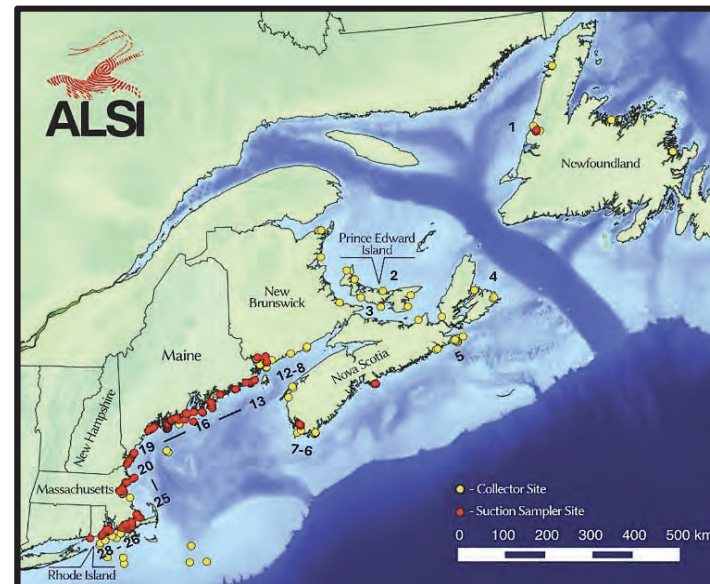 ALSI
1
Newfoundland
Prince Edward
Island
2
4
New
Brunswick
3
Maine
Nova Scotia
5
12-8
13
New Hampshire
16
19
7-6
20
Massachusetts
25
- Collector Site
- Suction Sampler Site
28 - 26
Rhode Island
0 100 200 300 400 500 km